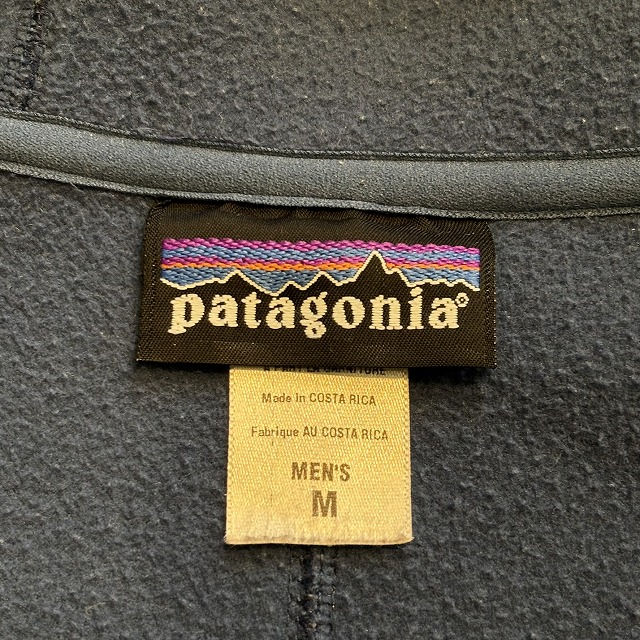 patagonia®
Made In COSTA RICA
Fabrique AU COSTA RICA
MEN'S
M